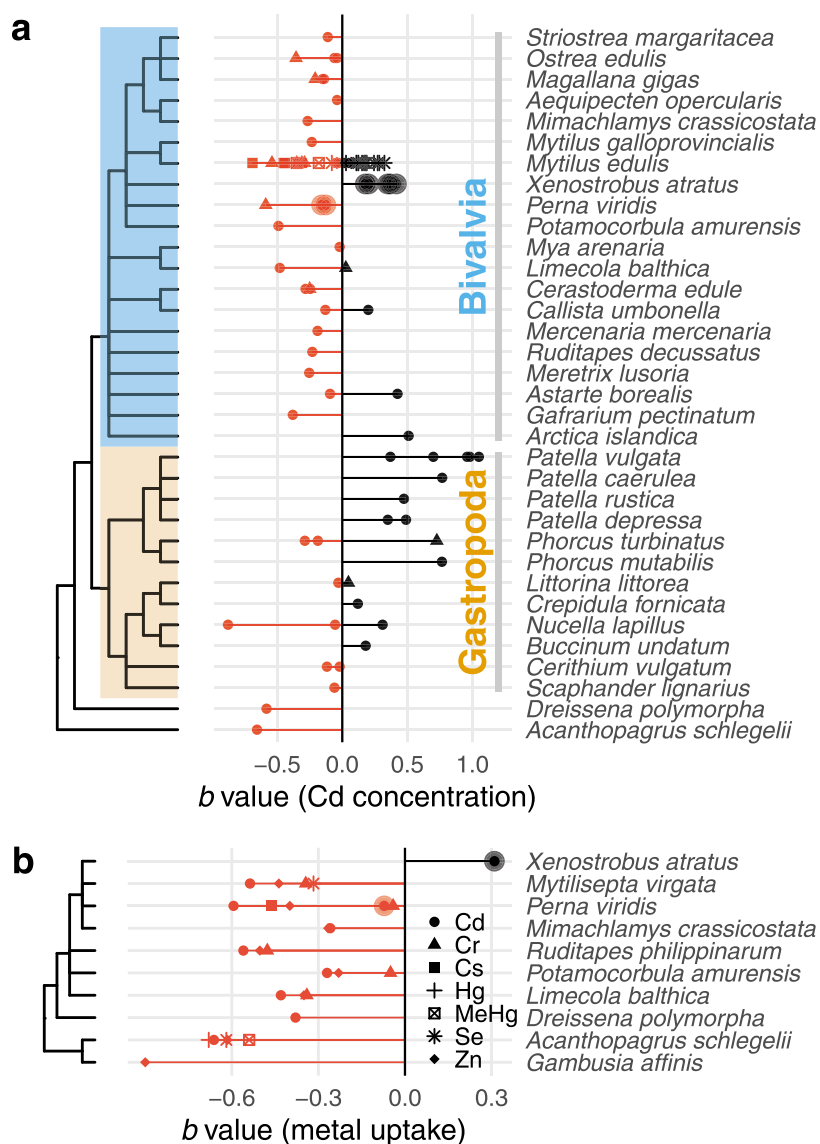 a
Striostrea margaritacea
Ostrea edulis
Magallana gigas
Aequipecten opercularis
Mimachlamys crassicostata
Mytilus galloprovincialis
Mytilus edulis
Xenostrobus atratus
Perna viridis
Potamocorbula amurensis
Mya arenaria
Limecola balthica
Cerastoderma edule
Callista umbonella
Mercenaria mercenaria
Ruditapes decussatus
Meretrix lusoria
Astarte borealis
Gafrarium pectinatum
Arctica islandica
Bivalvia
Patella vulgata
Patella caerulea
Patella rustica
Patella depressa
Phorcus turbinatus
Phorcus mutabilis
Littorina littorea
Crepidula fornicata
Nucella lapillus
Buccinum undatum
Cerithium vulgatum
Scaphander lignarius
Gastropoda
Dreissena polymorpha
Acanthopagrus schlegelii
−0.5 0.0 0.5 1.0
b value (Cd concentration)
b
Xenostrobus atratus
Mytilisepta virgata
Perna viridis
Mimachlamys crassicostata
Ruditapes philippinarum
Potamocorbula amurensis
Limecola balthica
Dreissena polymorpha
Acanthopagrus schlegelii
Gambusia affinis
Cd
Cr
Cs
Hg
MeHg
Se
Zn
−0.6 −0.3 0.0 0.3
b value (metal uptake)